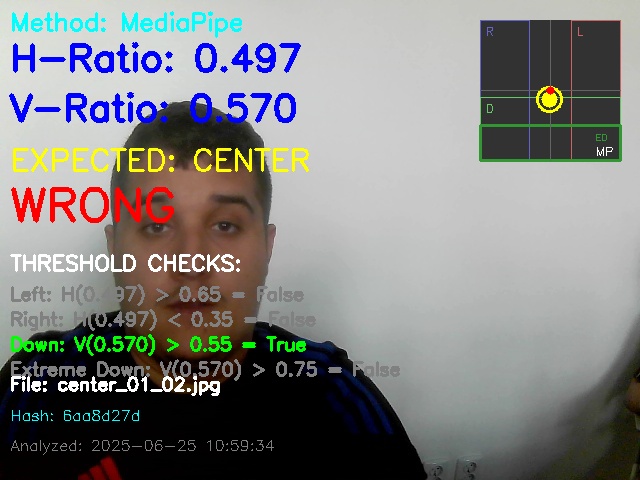 Method: MediaPipe
H-Ratio: 0.497
V-Ratio: 0.570
EXPECTED: CENTER
WRONG
THRESHOLD CHECKS:
Left: H(0.497) > 0.65 = False
Right: H(0.497) < 0.35 = False
Down: V(0.570) > 0.55 = True
Extreme Down: V(0.570) > 0.75 = False
File: center_01_02.jpg
Hash: 6aa8d27d
Analyzed: 2025-06-25 10:59:34
R L
D
ED
MP